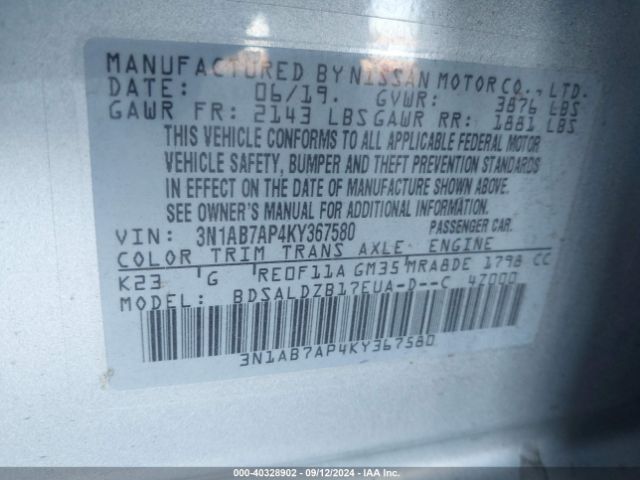 MANUFACTURED BY NISSAN MOTOR CO., LTD.
DATE: 06/19. GVWR: 3876 LBS
GAWR FR: 2143 LBS GAWR RR: 1881 LBS
THIS VEHICLE CONFORMS TO ALL APPLICABLE FEDERAL MOTOR
VEHICLE SAFETY, BUMPER AND THEFT PREVENTION STANDARDS
IN EFFECT ON THE DATE OF MANUFACTURE SHOWN ABOVE.
SEE OWNER'S MANUAL FOR ADDITIONAL INFORMATION.
VIN: 3N1AB7AP4KY367580 PASSENGER CAR.
COLOR TRIM TRANS AXLE ENGINE
K23 'G 'RE0F11A GM35 MRA8DE 1798 CC
MODEL: BDSALDZB17EUA-D--C 4Z000
3N1AB7AP4KY367580
000-40328902 - 09/12/2024 - IAA Inc.